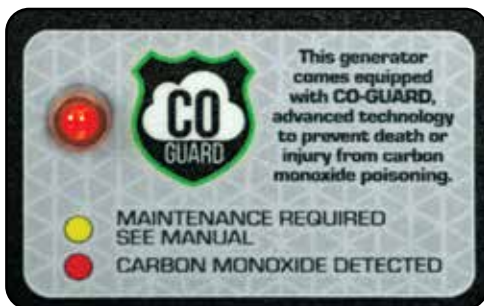 CO
GUARD
This generator
comes equipped
with CO-GUARD,
advanced technology
to prevent death or
injury from carbon
monoxide poisoning.
MAINTENANCE REQUIRED
SEE MANUAL
CARBON MONOXIDE DETECTED